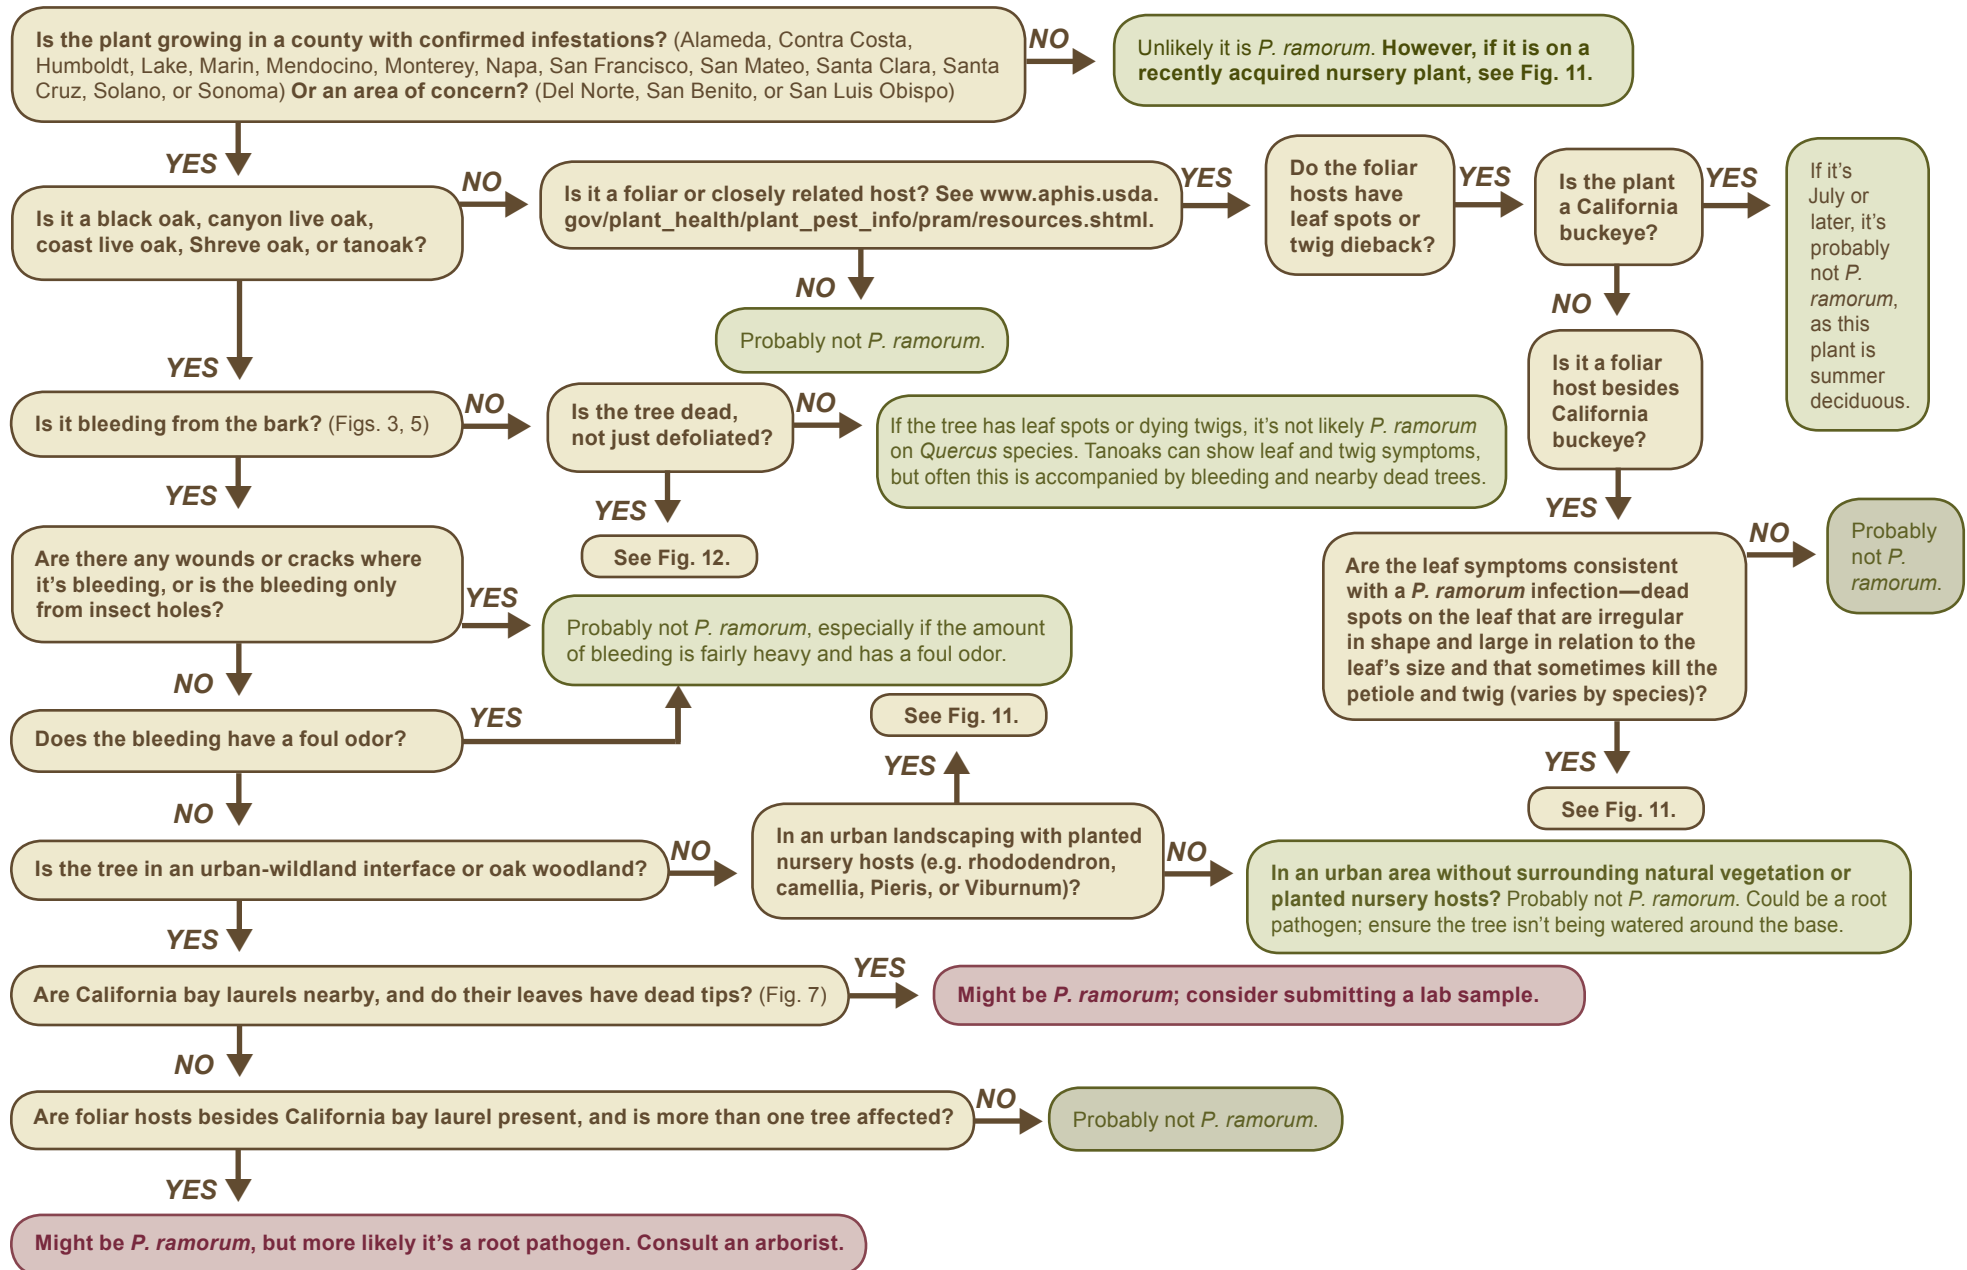 Is the plant growing in a county with confirmed infestations? (Alameda, Contra Costa,
Humboldt, Lake, Marin, Mendocino, Monterey, Napa, San Francisco, San Mateo, Santa Clara, Santa
Cruz, Solano, or Sonoma) Or an area of concern? (Del Norte, San Benito, or San Luis Obispo)
NO
Unlikely it is P. ramorum. However, if it is on a
recently acquired nursery plant, see Fig. 11.
YES
Is it a black oak, canyon live oak,
coast live oak, Shreve oak, or tanoak?
NO
Is it a foliar or closely related host? See www.aphis.usda.
gov/plant_health/plant_pest_info/pram/resources.shtml.
YES
Do the foliar
hosts have
leaf spots or
twig dieback?
YES
Is the plant
a California
buckeye?
YES
If it's
July or
later, it's
probably
not P.
ramorum,
as this
plant is
summer
deciduous.
NO
Probably not P. ramorum.
NO
Is it a foliar
host besides
California
buckeye?
YES
Is it bleeding from the bark? (Figs. 3, 5)
NO
Is the tree dead,
not just defoliated?
NO
If the tree has leaf spots or dying twigs, it's not likely P. ramorum
on Quercus species. Tanoaks can show leaf and twig symptoms,
but often this is accompanied by bleeding and nearby dead trees.
YES
See Fig. 12.
YES
Are the leaf symptoms consistent
with a P. ramorum infection—dead
spots on the leaf that are irregular
in shape and large in relation to the
leaf's size and that sometimes kill the
petiole and twig (varies by species)?
NO
Probably
not P.
ramorum.
YES
See Fig. 11.
YES
Are there any wounds or cracks where
it's bleeding, or is the bleeding only
from insect holes?
YES
Probably not P. ramorum, especially if the amount
of bleeding is fairly heavy and has a foul odor.
NO
Does the bleeding have a foul odor?
YES
NO
Is the tree in an urban-wildland interface or oak woodland?
NO
In an urban landscaping with planted
nursery hosts (e.g. rhododendron,
camellia, Pieris, or Viburnum)?
YES
See Fig. 11.
NO
In an urban area without surrounding natural vegetation or
planted nursery hosts? Probably not P. ramorum. Could be a root
pathogen; ensure the tree isn't being watered around the base.
YES
Are California bay laurels nearby, and do their leaves have dead tips? (Fig. 7)
YES
Might be P. ramorum; consider submitting a lab sample.
NO
Are foliar hosts besides California bay laurel present, and is more than one tree affected?
NO
Probably not P. ramorum.
YES
Might be P. ramorum, but more likely it's a root pathogen. Consult an arborist.